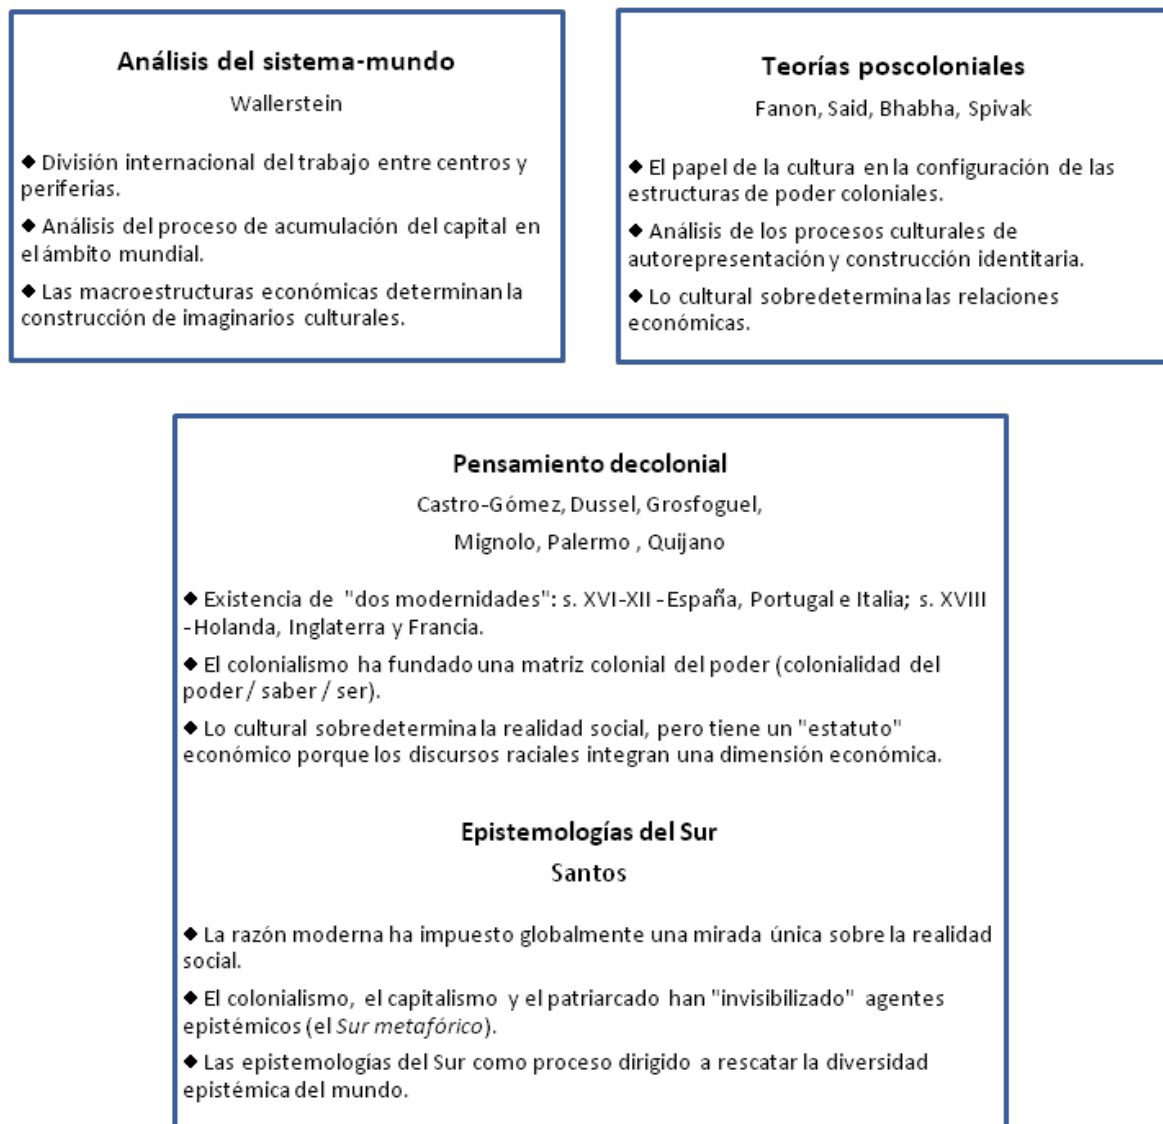 Análisis del sistema-mundo
Wallerstein
◆ División internacional del trabajo entre centros y
periferias.
◆ Análisis del proceso de acumulación del capital en
el ámbito mundial.
◆ Las macroestructuras económicas determinan la
construcción de imaginarios culturales.
Teorías poscoloniales
Fanon, Said, Bhabha, Spivak
◆ El papel de la cultura en la configuración de las
estructuras de poder coloniales.
◆ Análisis de los procesos culturales de
autorepresentación y construcción identitaria.
◆ Lo cultural sobredetermina las relaciones
económicas.
Pensamiento decolonial
Castro-Gómez, Dussel, Grosfoguel,
Mignolo, Palermo , Quijano
◆ Existencia de "dos modernidades": s. XVI-XII - España, Portugal e Italia; s. XVIII
- Holanda, Inglaterra y Francia.
◆ El colonialismo ha fundado una matriz colonial del poder (colonialidad del
poder / saber / ser).
◆ Lo cultural sobredetermina la realidad social, pero tiene un "estatuto"
económico porque los discursos raciales integran una dimensión económica.
Epistemologías del Sur
Santos
◆ La razón moderna ha impuesto globalmente una mirada única sobre la realidad
social.
◆ El colonialismo, el capitalismo y el patriarcado han "invisibilizado" agentes
epistémicos (el Sur metafórico).
◆ Las epistemologías del Sur como proceso dirigido a rescatar la diversidad
epistémica del mundo.